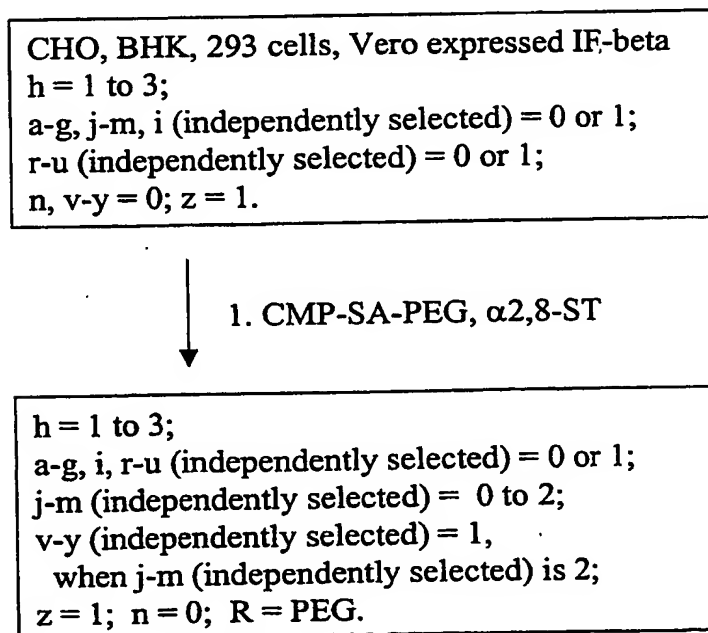 CHO, BHK, 293 cells, Vero expressed IF-beta
h = 1 to 3;
a-g, j-m, i (independently selected) = 0 or 1;
r-u (independently selected) = 0 or 1;
n, v-y = 0; z = 1.
1. CMP-SA-PEG, α2,8-ST
h = 1 to 3;
a-g, i, r-u (independently selected) = 0 or 1;
j-m (independently selected) = 0 to 2;
v-y (independently selected) = 1,
when j-m (independently selected) is 2;
z = 1; n = 0; R = PEG.